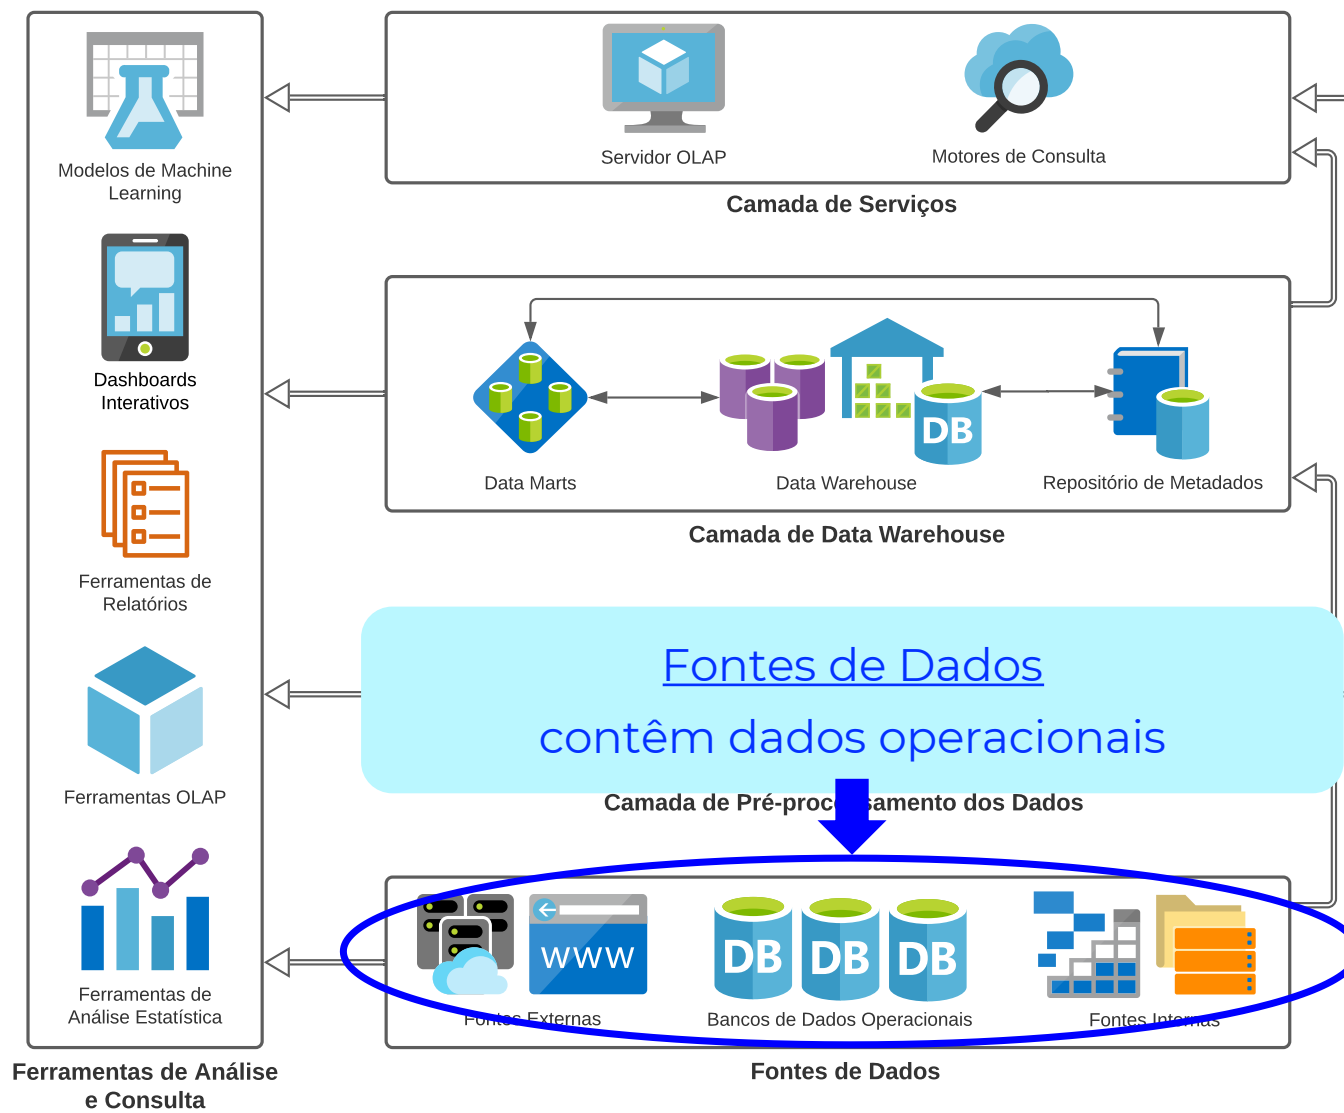 Modelos de Machine
Learning
Dashboards
Interativos
Ferramentas de
Relatórios
Ferramentas OLAP
Ferramentas de
Análise Estatística
Ferramentas de Análise
e Consulta
Servidor OLAP
Motores de Consulta
Camada de Serviços
DB
Data Marts
Data Warehouse
Repositório de Metadados
Camada de Data Warehouse
Fontes de Dados
contêm dados operacionais
Camada de Pré-processamento dos Dados
www
DB
DB
DB
Fontes Externas
Bancos de Dados Operacionais
Fontes Internas
Fontes de Dados